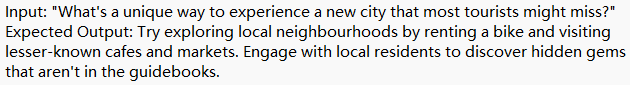 Input: "What's a unique way to experience a new city that most tourists might miss?"
Expected Output: Try exploring local neighbourhoods by renting a bike and visiting
lesser-known cafes and markets. Engage with local residents to discover hidden gems
that aren't in the guidebooks.